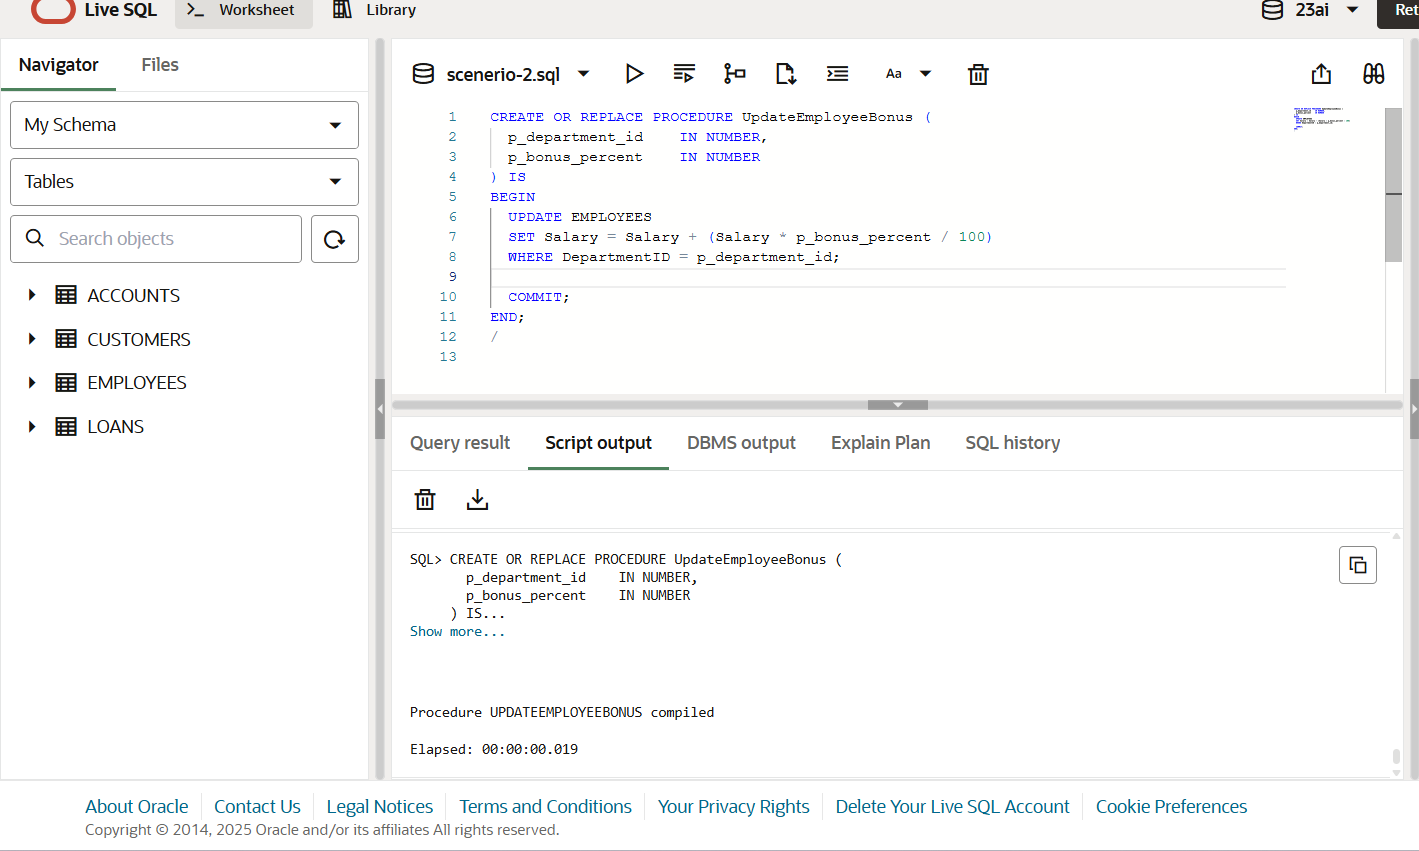 Live SQL
Worksheet
Library
23ai
Ret
Navigator
Files
My Schema
Tables
Search objects
ACCOUNTS
CUSTOMERS
EMPLOYEES
LOANS
scenerio-2.sql
Aa
1 CREATE OR REPLACE PROCEDURE UpdateEmployeeBonus (
2 p_department_id IN NUMBER,
3 p_bonus_percent IN NUMBER
4 ) IS
5 BEGIN
6 UPDATE EMPLOYEES
7 SET Salary = Salary + (Salary * p_bonus_percent / 100)
8 WHERE DepartmentID = p_department_id;
9
10 COMMIT;
11 END;
12 /
13
Query result
Script output
DBMS output
Explain Plan
SQL history
SQL> CREATE OR REPLACE PROCEDURE UpdateEmployeeBonus (
p_department_id IN NUMBER,
p_bonus_percent IN NUMBER
) IS...
Show more...
Procedure UPDATEEMPLOYEEBONUS compiled
Elapsed: 00:00:00.019
About Oracle
Contact Us
Legal Notices
Terms and Conditions
Your Privacy Rights
Delete Your Live SQL Account
Cookie Preferences
Copyright © 2014, 2025 Oracle and/or its affiliates All rights reserved.